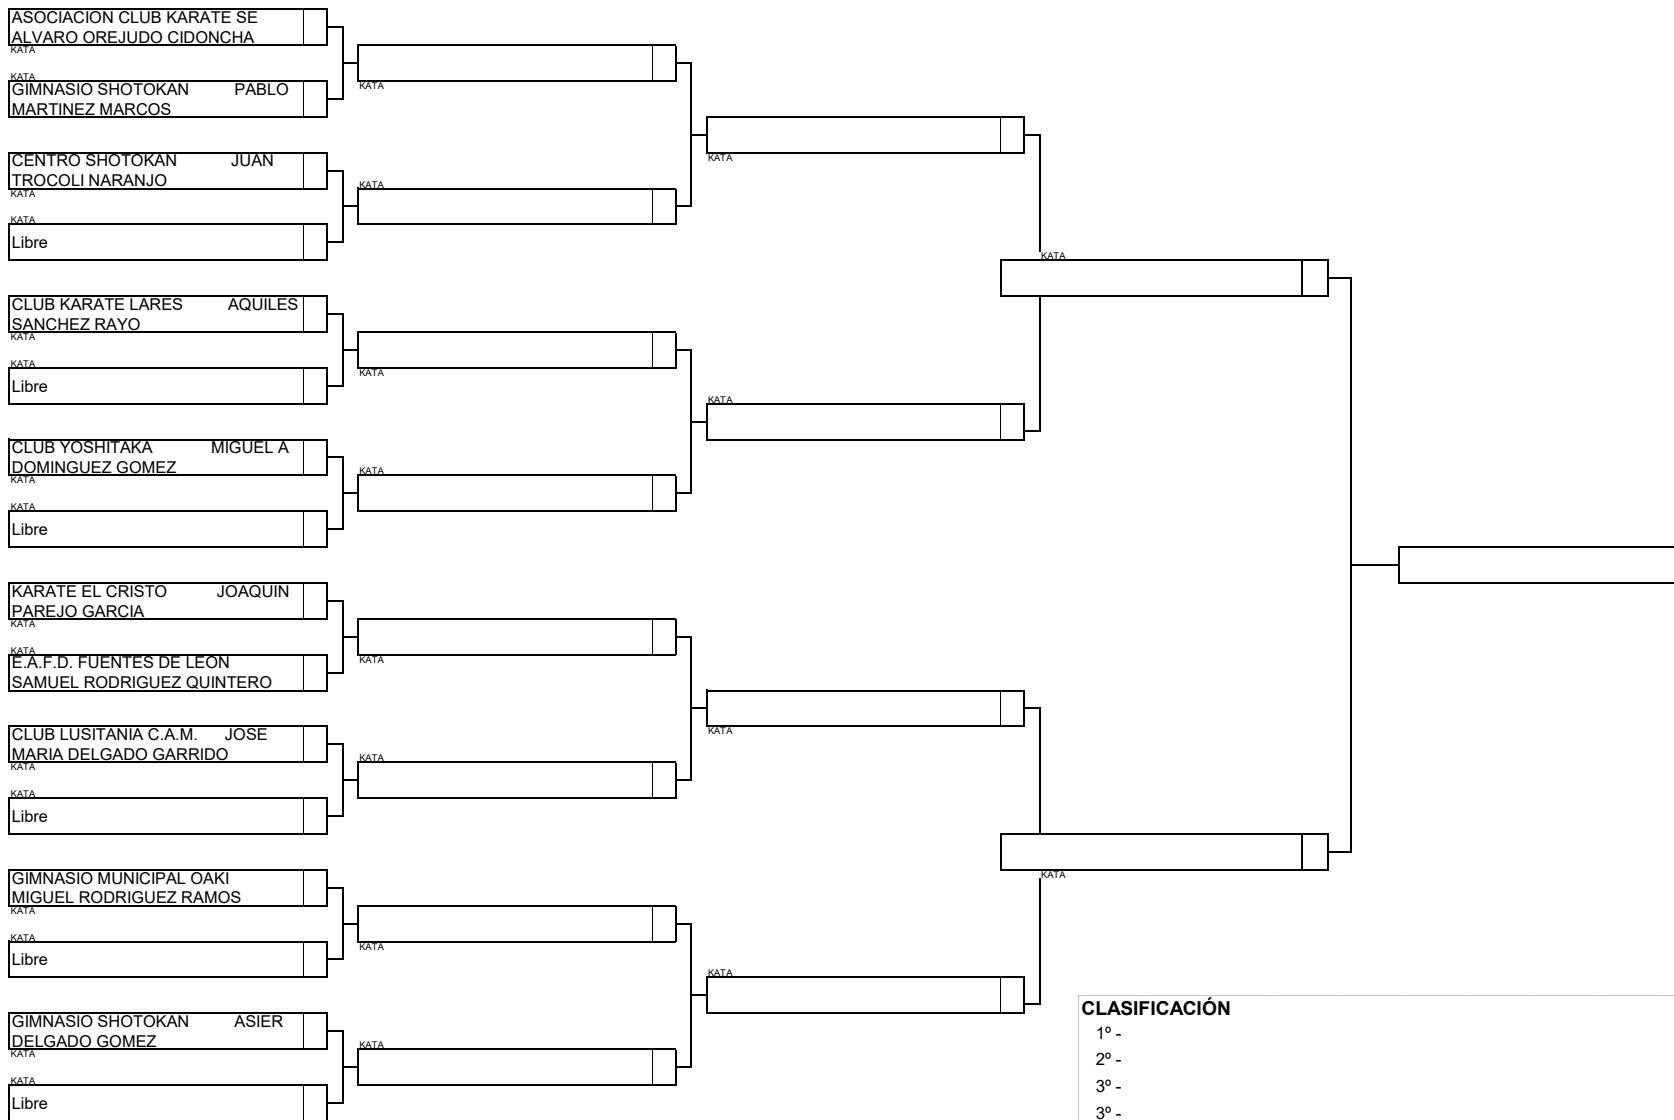 ASOCIACION CLUB KARATE SE
ALVARO OREJUDO CIDONCHA
KATA
KATA
GIMNASIO SHOTOKAN PABLO
MARTINEZ MARCOS
CENTRO SHOTOKAN JUAN
TROCOLI NARANJO
KATA
KATA
Libre
CLUB KARATE LARES AQUILES
SANCHEZ RAYO
KATA
KATA
Libre
CLUB YOSHITAKA MIGUEL A
DOMINGUEZ GOMEZ
KATA
KATA
Libre
KARATE EL CRISTO JOAQUIN
PAREJO GARCIA
KATA
KATA
E.A.F.D. FUENTES DE LEON
SAMUEL RODRIGUEZ QUINTERO
CLUB LUSITANIA C.A.M. JOSE
MARIA DELGADO GARRIDO
KATA
KATA
Libre
GIMNASIO MUNICIPAL OAKI
MIGUEL RODRIGUEZ RAMOS
KATA
KATA
Libre
GIMNASIO SHOTOKAN ASIER
DELGADO GOMEZ
KATA
KATA
Libre
KATA
KATA
KATA
KATA
KATA
KATA
KATA
KATA
KATA
KATA
KATA
KATA
KATA
KATA
CLASIFICACIÓN
1º -
2º -
3º -
3º -